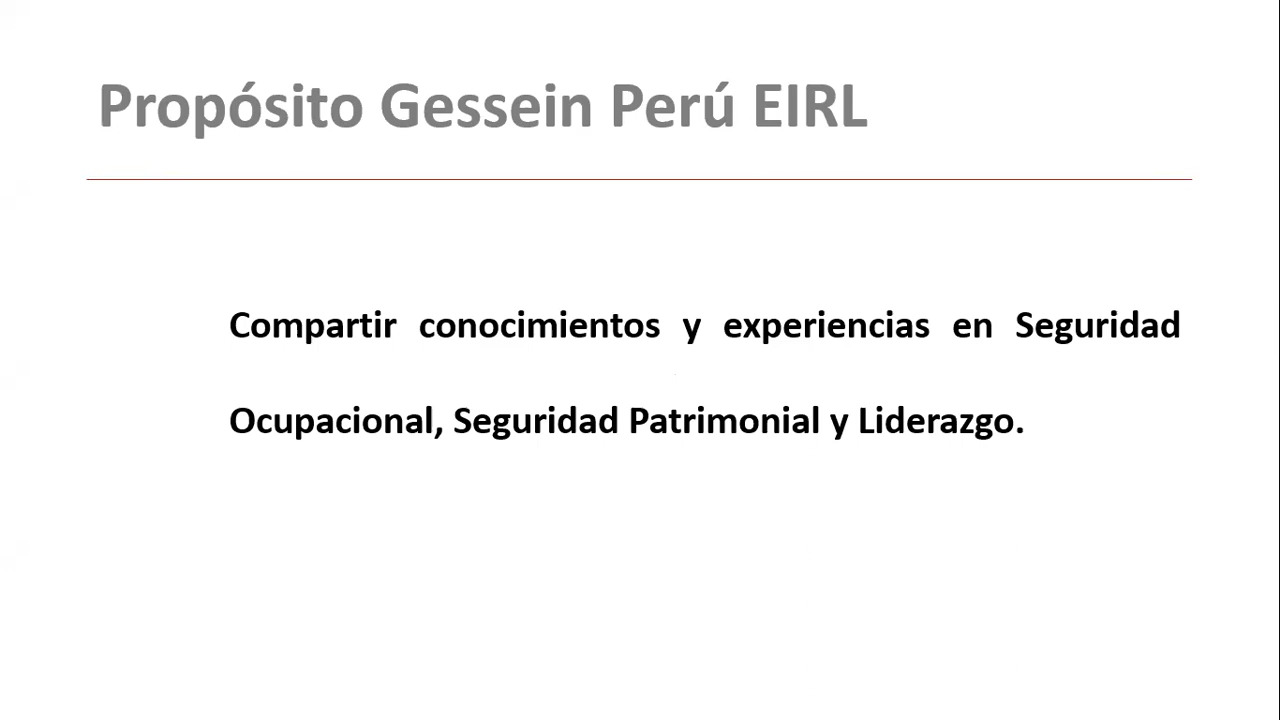 Propósito Gessein Perú EIRL
Compartir conocimientos y experiencias en Seguridad
Ocupacional, Seguridad Patrimonial y Liderazgo.